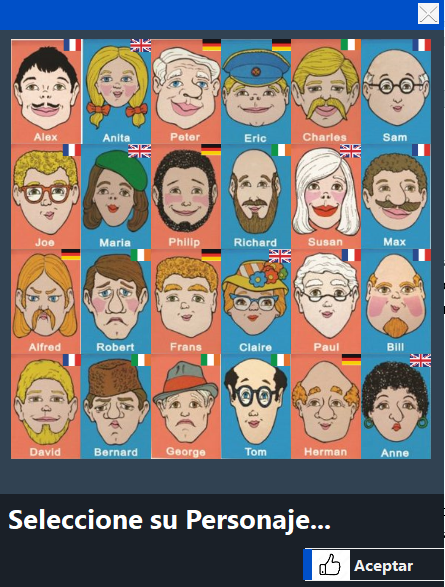 Alex Anita Peter Eric Charles Sam
Joe Maria Philip Richard Susan Max
Alfred Robert Frans Claire Paul Bill
David Bernard George Tom Herman Anne
Seleccione su Personaje...
Aceptar